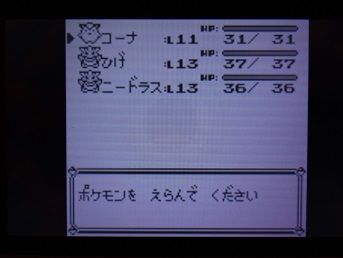 HP:
コーナ :L11 31/ 31
HP:
ひげ :L13 37/ 37
HP:
ニードラス:L13 36/ 36
ポケモンを えらんで ください